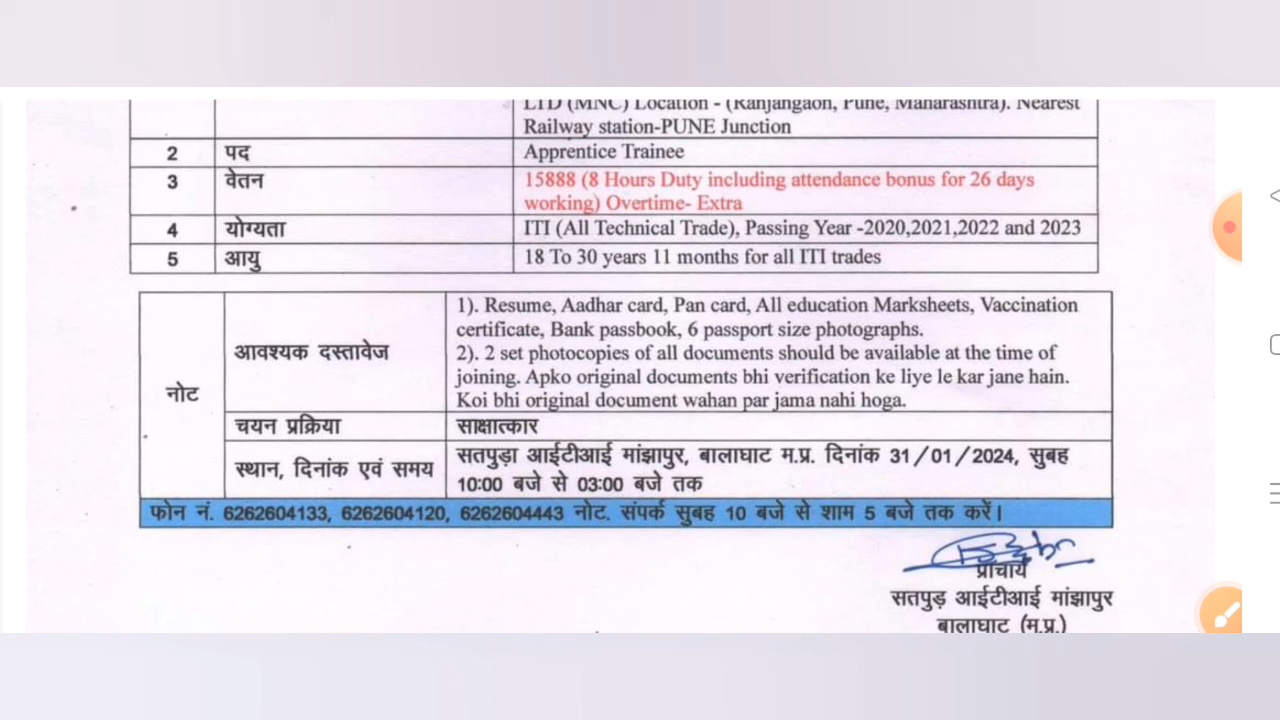 LTD (MNC) Location - (Ranjangaon, Pune, Maharashtra). Nearest
Railway station-PUNE Junction
2 पद Apprentice Trainee
3 वेतन 15888 (8 Hours Duty including attendance bonus for 26 days
working) Overtime- Extra
4 योग्यता ITI (All Technical Trade), Passing Year -2020,2021,2022 and 2023
5 आयु 18 To 30 years 11 months for all ITI trades
नोट
आवश्यक दस्तावेज
1). Resume, Aadhar card, Pan card, All education Marksheets, Vaccination
certificate, Bank passbook, 6 passport size photographs.
2). 2 set photocopies of all documents should be available at the time of
joining. Apko original documents bhi verification ke liye le kar jane hain.
Koi bhi original document wahan par jama nahi hoga.
चयन प्रक्रिया साक्षात्कार
स्थान, दिनांक एवं समय
सतपुड़ा आईटीआई मांझापुर, बालाघाट म.प्र. दिनांक 31/01/2024, सुबह
10:00 बजे से 03:00 बजे तक
फोन नं. 6262604133, 6262604120, 6262604443 नोट. संपर्क सुबह 10 बजे से शाम 5 बजे तक करें।
प्राचार्य
सतपुड़ आईटीआई मांझापुर
बालाघाट (म.प्र.)